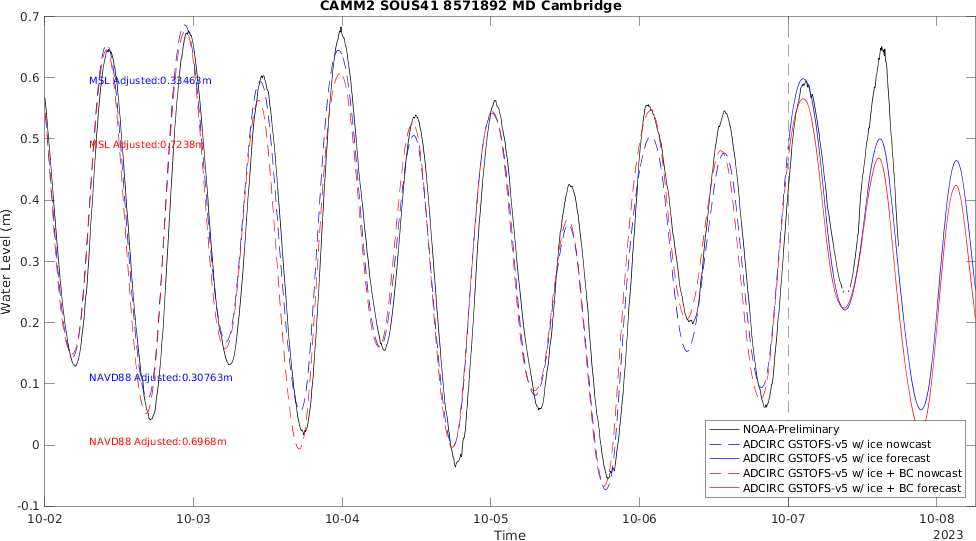 CAMM2 SOUS41 8571892 MD Cambridge
0.7
0.6
0.5
0.4
0.3
0.2
0.1
0
-0.1
Water Level (m)
MSL Adjusted:0.33463m
MSL Adjusted:0.7238m
NAVD88 Adjusted:0.30763m
NAVD88 Adjusted:0.6968m
NOAA-Preliminary
ADCIRC GSTOFS-v5 w/ ice nowcast
ADCIRC GSTOFS-v5 w/ ice forecast
ADCIRC GSTOFS-v5 w/ ice + BC nowcast
ADCIRC GSTOFS-v5 w/ ice + BC forecast
10-02 10-03 10-04 10-05 10-06 10-07 10-08
Time
2023